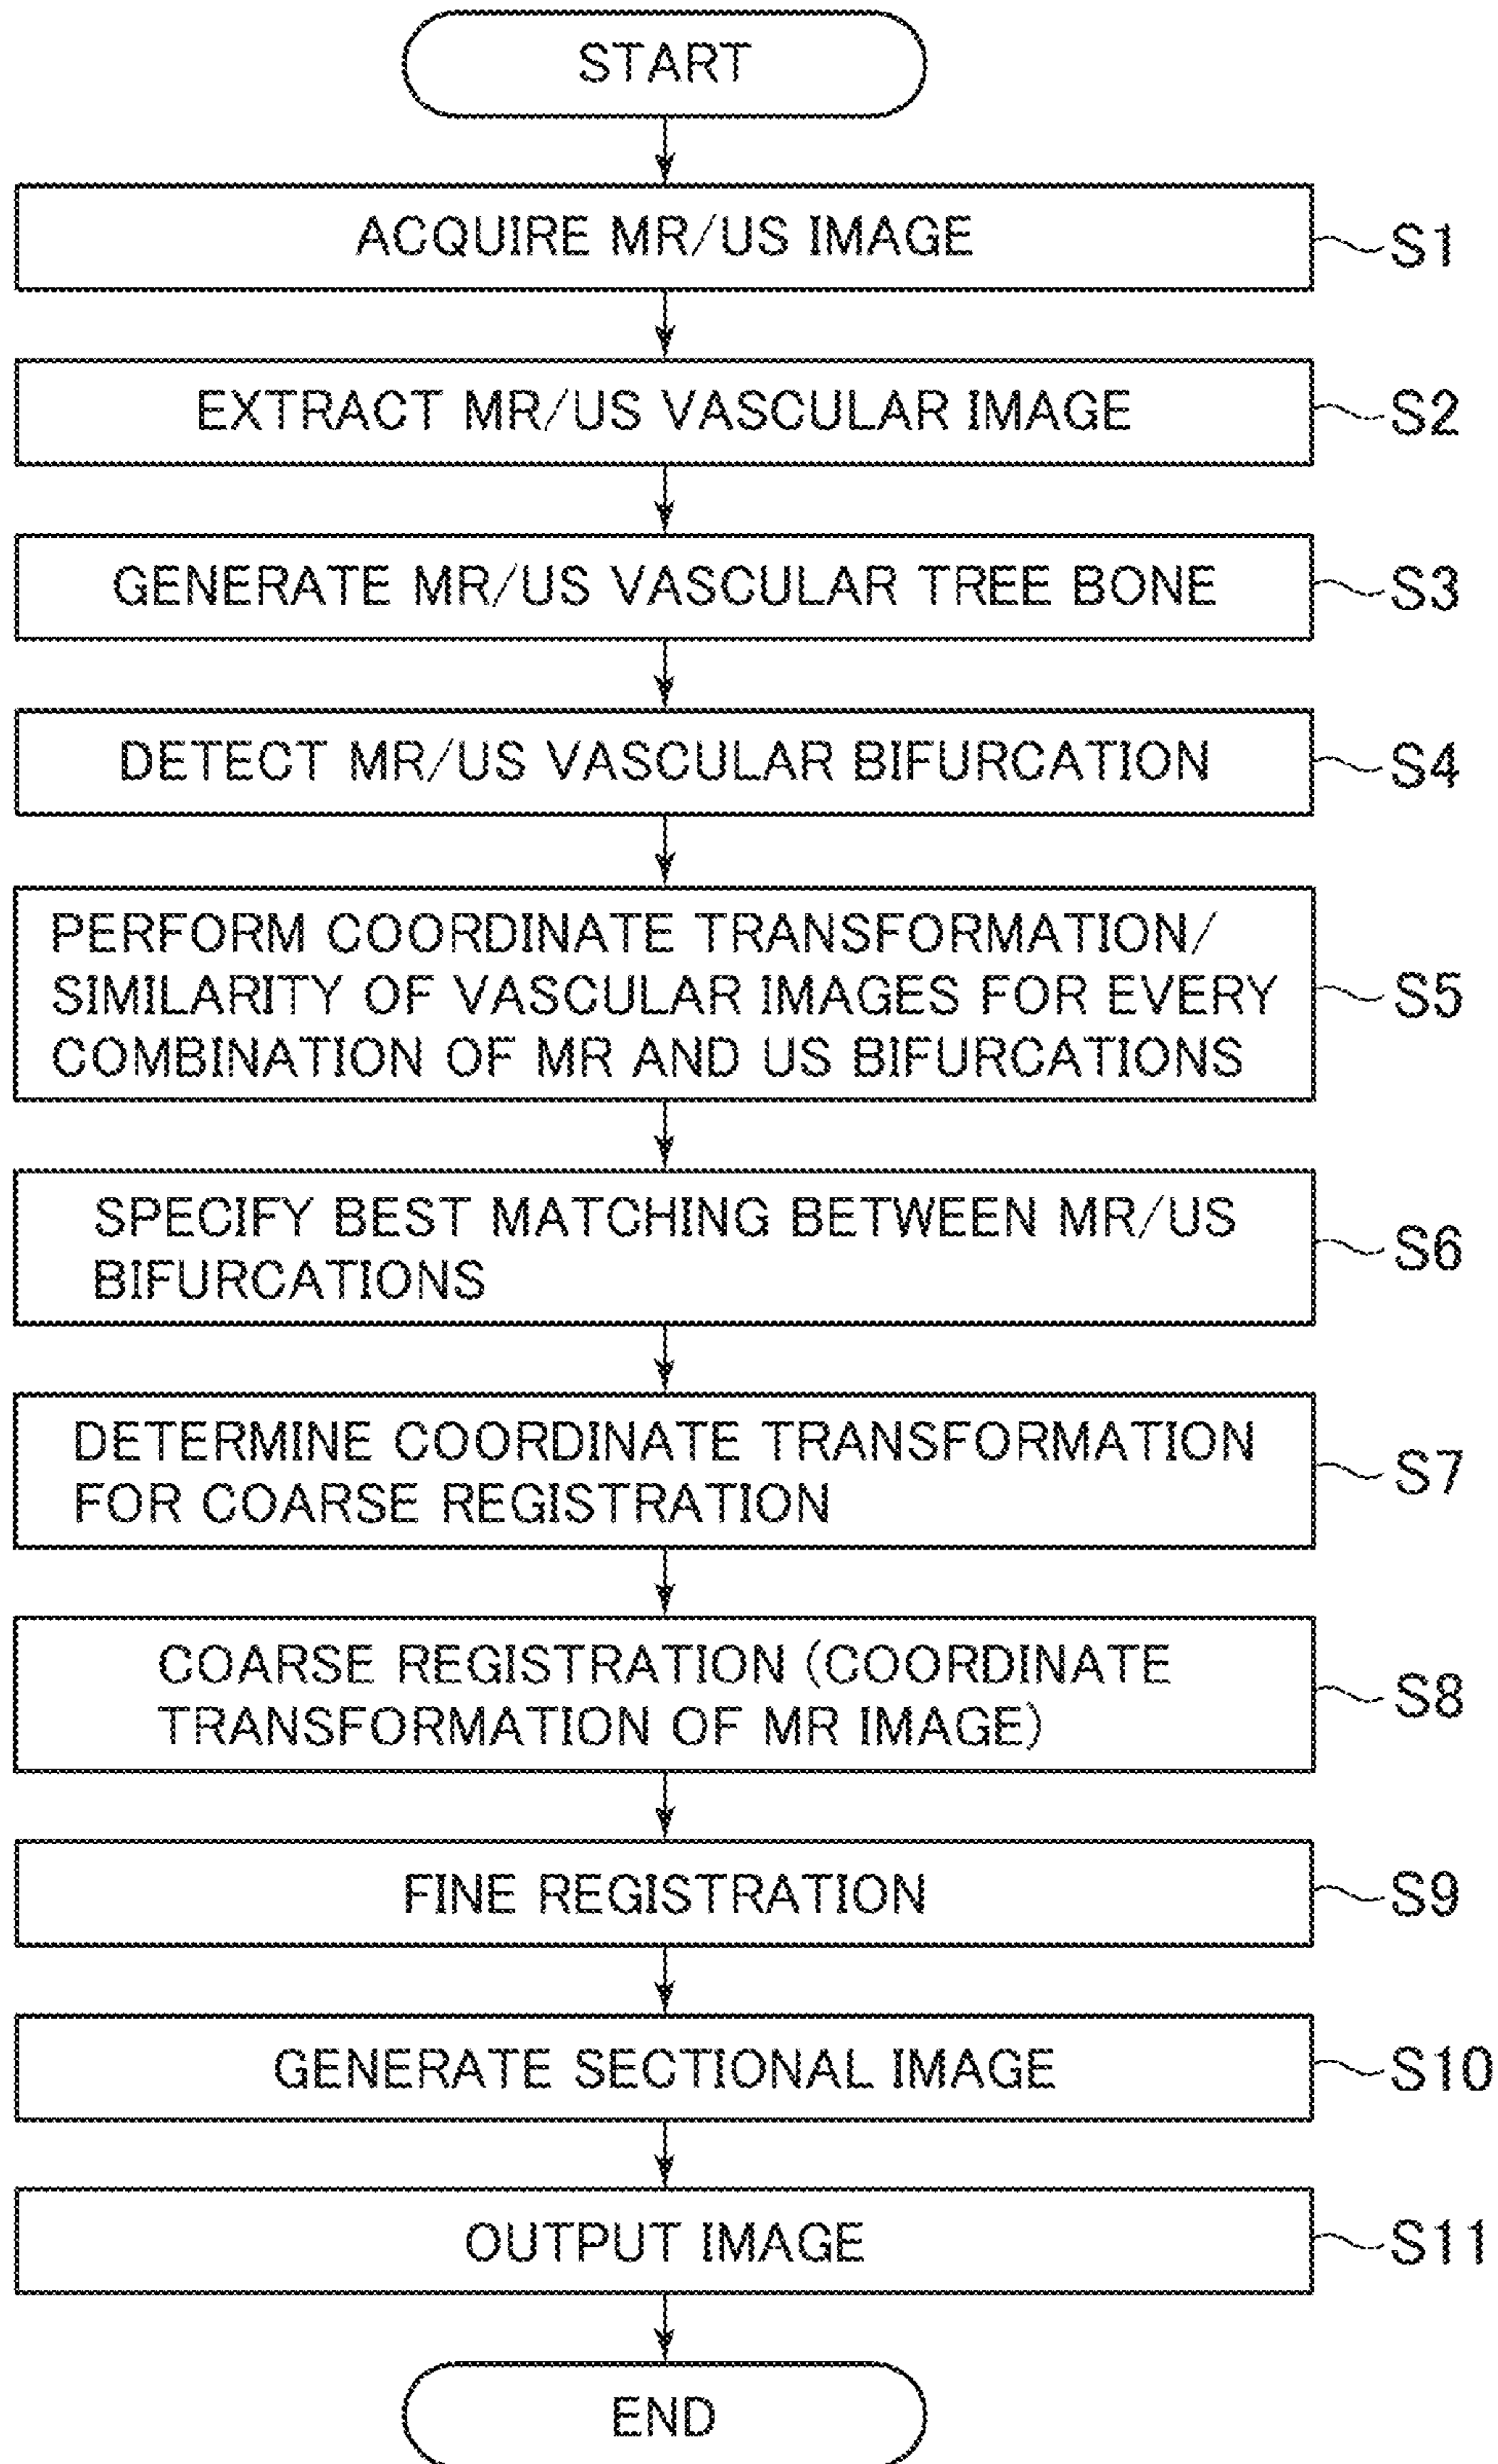 START
ACQUIRE MR/US IMAGE
S1
EXTRACT MR/US VASCULAR IMAGE
S2
GENERATE MR/US VASCULAR TREE BONE
S3
DETECT MR/US VASCULAR BIFURCATION
S4
PERFORM COORDINATE TRANSFORMATION/
SIMILARITY OF VASCULAR IMAGES FOR EVERY
COMBINATION OF MR AND US BIFURCATIONS
S5
SPECIFY BEST MATCHING BETWEEN MR/US
BIFURCATIONS
S6
DETERMINE COORDINATE TRANSFORMATION
FOR COARSE REGISTRATION
S7
COARSE REGISTRATION (COORDINATE
TRANSFORMATION OF MR IMAGE)
S8
FINE REGISTRATION
S9
GENERATE SECTIONAL IMAGE
S10
OUTPUT IMAGE
S11
END